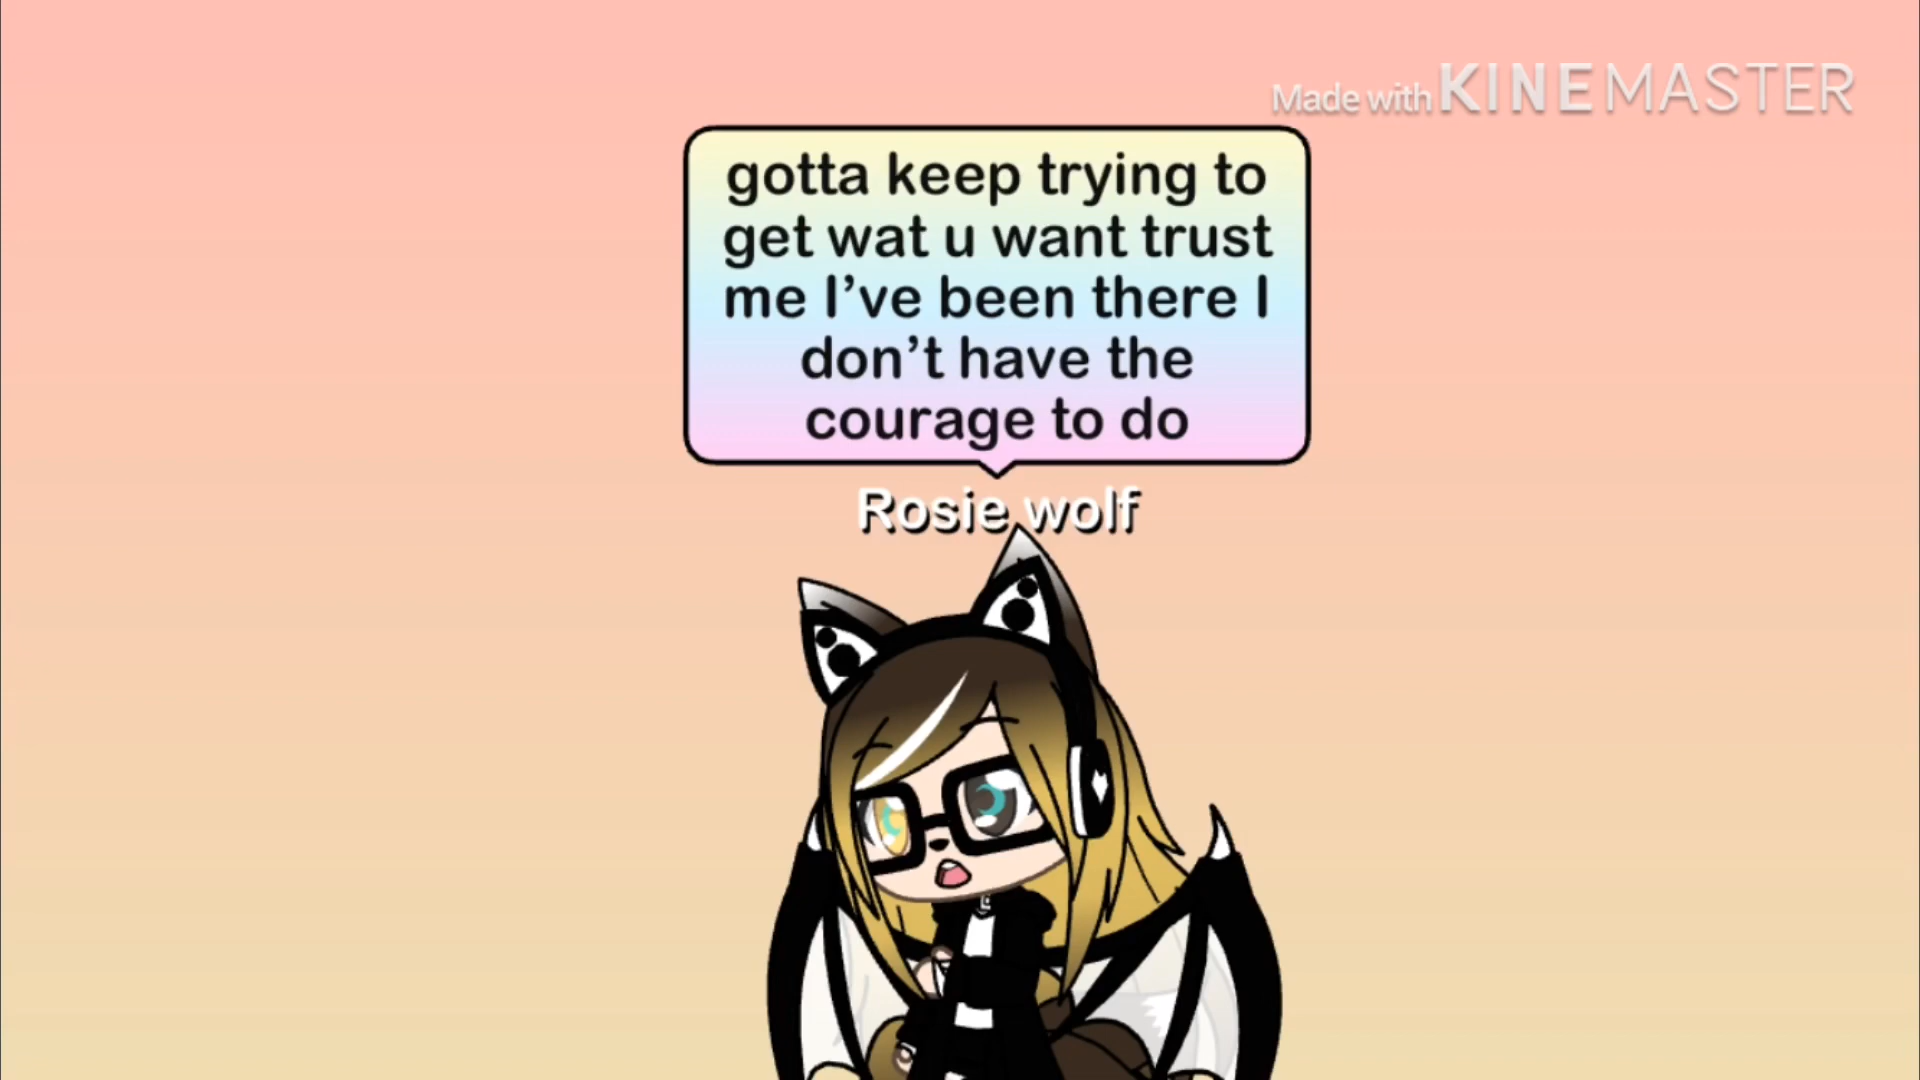 Made with KINEMASTER
gotta keep trying to
get wat u want trust
me I’ve been there I
don’t have the
courage to do
Rosie wolf